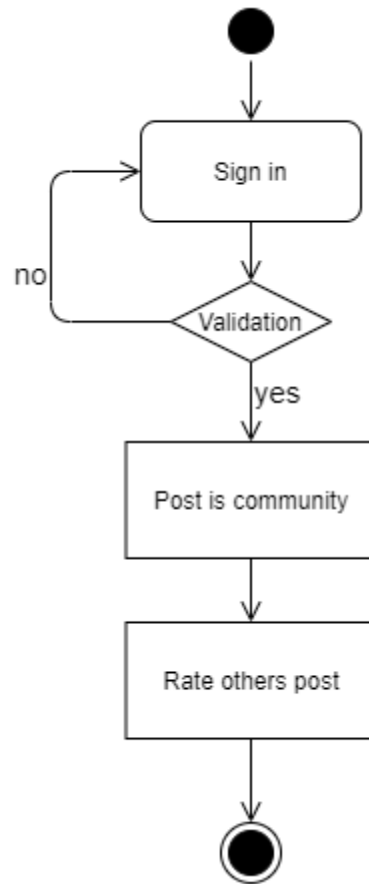 Sign in
no
Validation
yes
Post is community
Rate others post